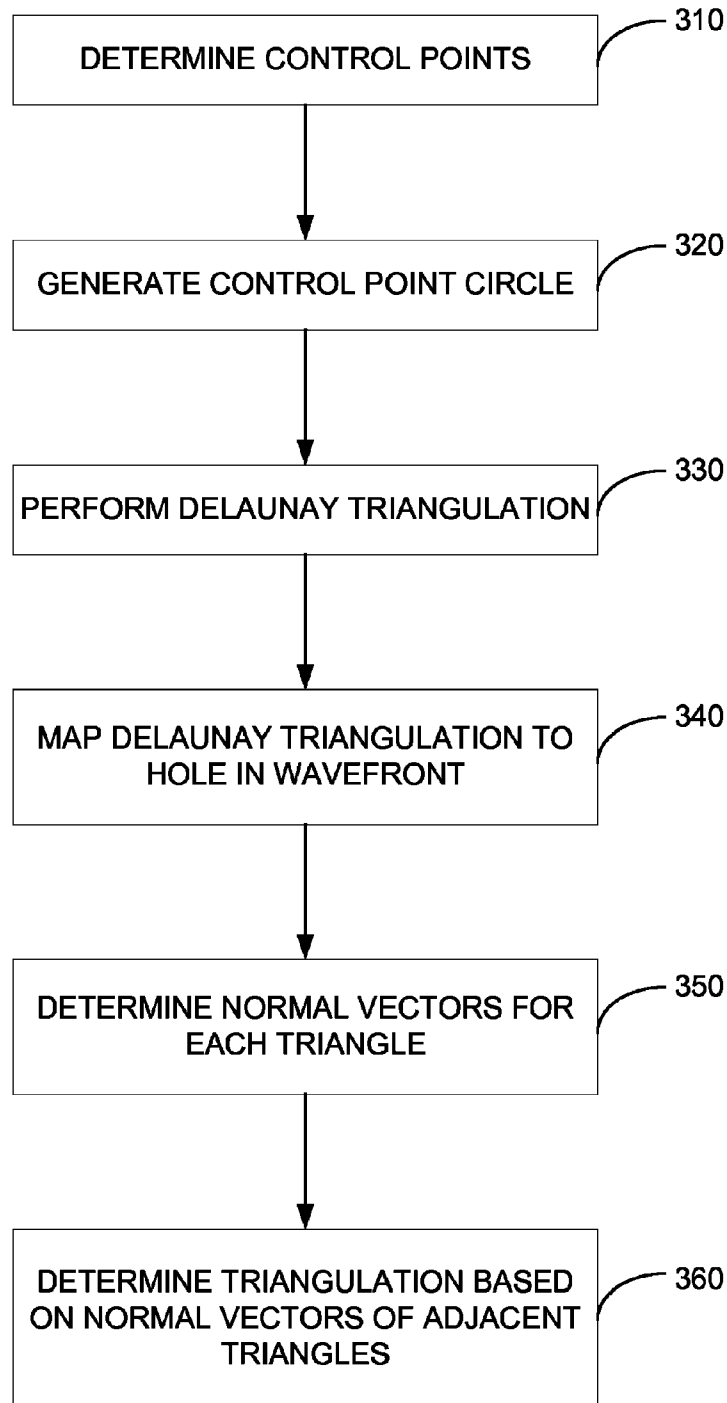 310
DETERMINE CONTROL POINTS
320
GENERATE CONTROL POINT CIRCLE
330
PERFORM DELAUNAY TRIANGULATION
340
MAP DELAUNAY TRIANGULATION TO
HOLE IN WAVEFRONT
350
DETERMINE NORMAL VECTORS FOR
EACH TRIANGLE
360
DETERMINE TRIANGULATION BASED
ON NORMAL VECTORS OF ADJACENT
TRIANGLES